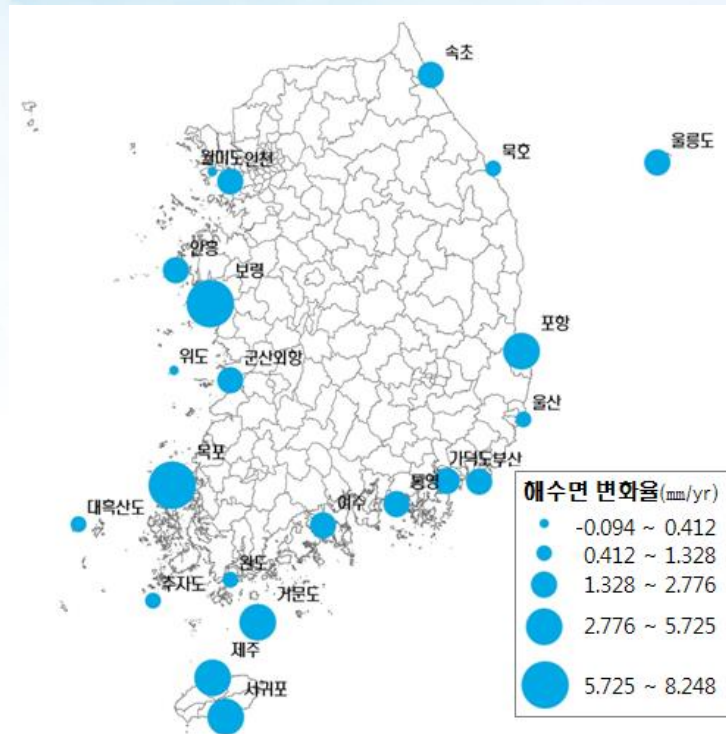 속초
묵호
울릉도
월미도인천
안흥
보령
포항
위도
군산외항
울산
목포
가덕도부산
통영
여수
대흑산도
완도
추자도
거문도
제주
서귀포
해수면 변화율(㎜/yr)
-0.094 ~ 0.412
0.412 ~ 1.328
1.328 ~ 2.776
2.776 ~ 5.725
5.725 ~ 8.248